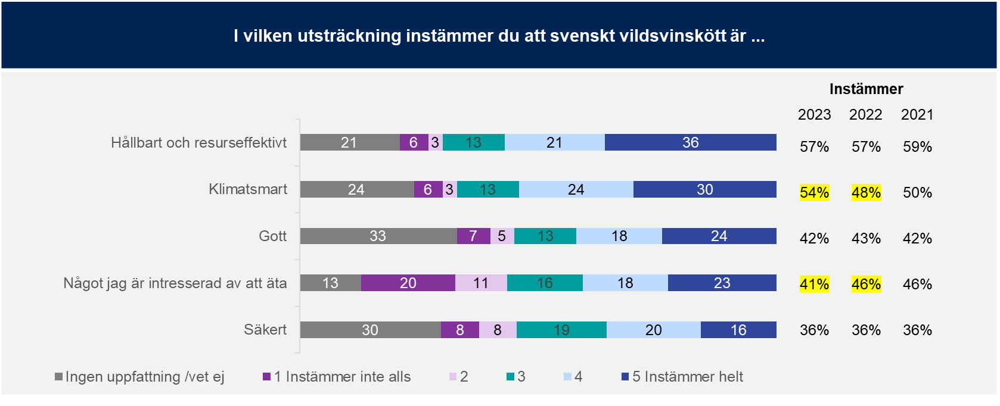 I vilken utsträckning instämmer du att svenskt vildsvinskött är ...
Instämmer
2023 2022 2021
Hållbart och resurseffektivt 21 6 3 13 21 36 57% 57% 59%
Klimatsmart 24 6 3 13 24 30 54% 48% 50%
Gott 33 7 5 13 18 24 42% 43% 42%
Något jag är intresserad av att äta 13 20 11 16 18 23 41% 46% 46%
Säkert 30 8 8 19 20 16 36% 36% 36%
Ingen uppfattning /vet ej 1 Instämmer inte alls 2 3 4 5 Instämmer helt